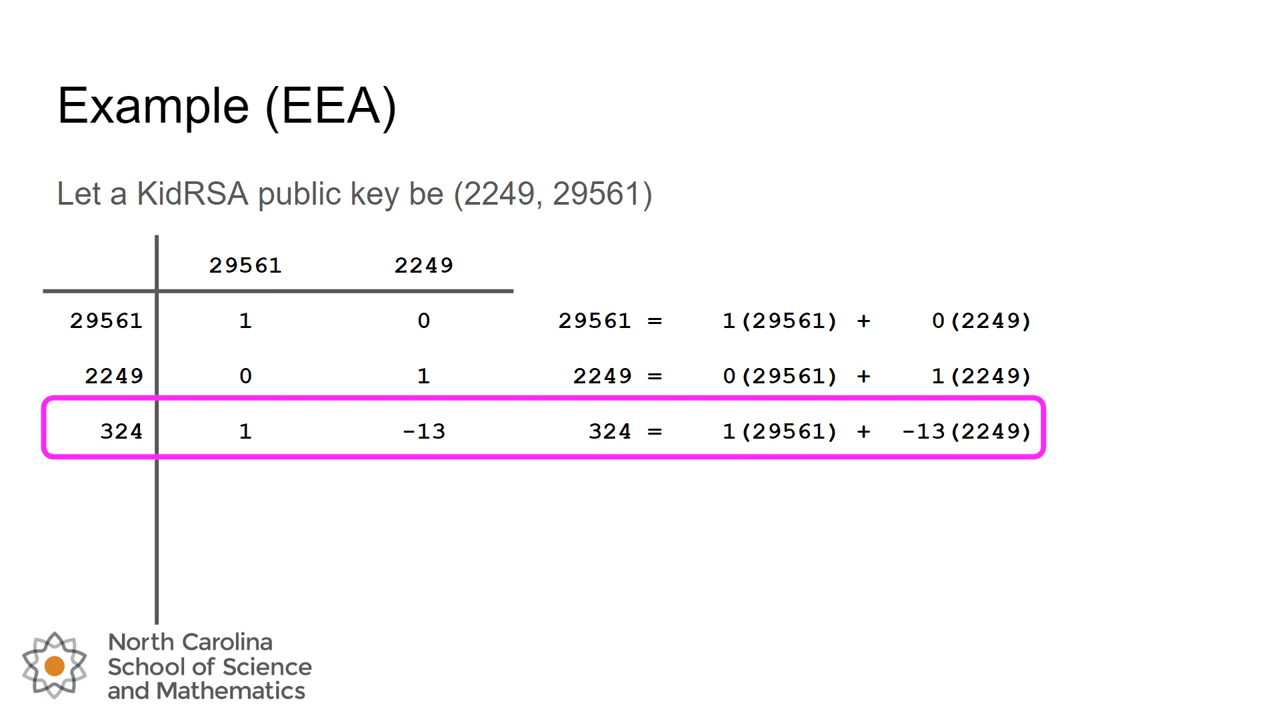 Example (EEA)
Let a KidRSA public key be (2249, 29561)
29561 2249
29561 1 0 29561 = 1(29561) + 0(2249)
2249 0 1 2249 = 0(29561) + 1(2249)
324 1 -13 324 = 1(29561) + -13(2249)
North Carolina
School of Science
and Mathematics